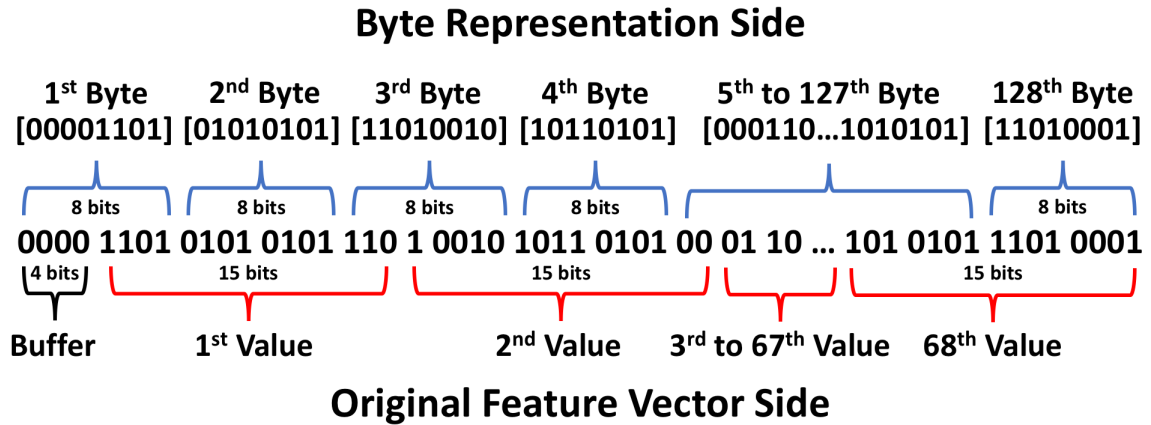 Byte Representation Side
1st Byte 2nd Byte 3rd Byte 4th Byte 5th to 127th Byte 128th Byte
[00001101] [01010101] [11010010] [10110101] [000110...1010101] [11010001]
8 bits 8 bits 8 bits 8 bits 8 bits
0000 1101 0101 0101 110 1 0010 1011 0101 00 01 10 ... 101 0101 1101 0001
4 bits 15 bits 15 bits 15 bits
Buffer 1st Value 2nd Value 3rd to 67th Value 68th Value
Original Feature Vector Side